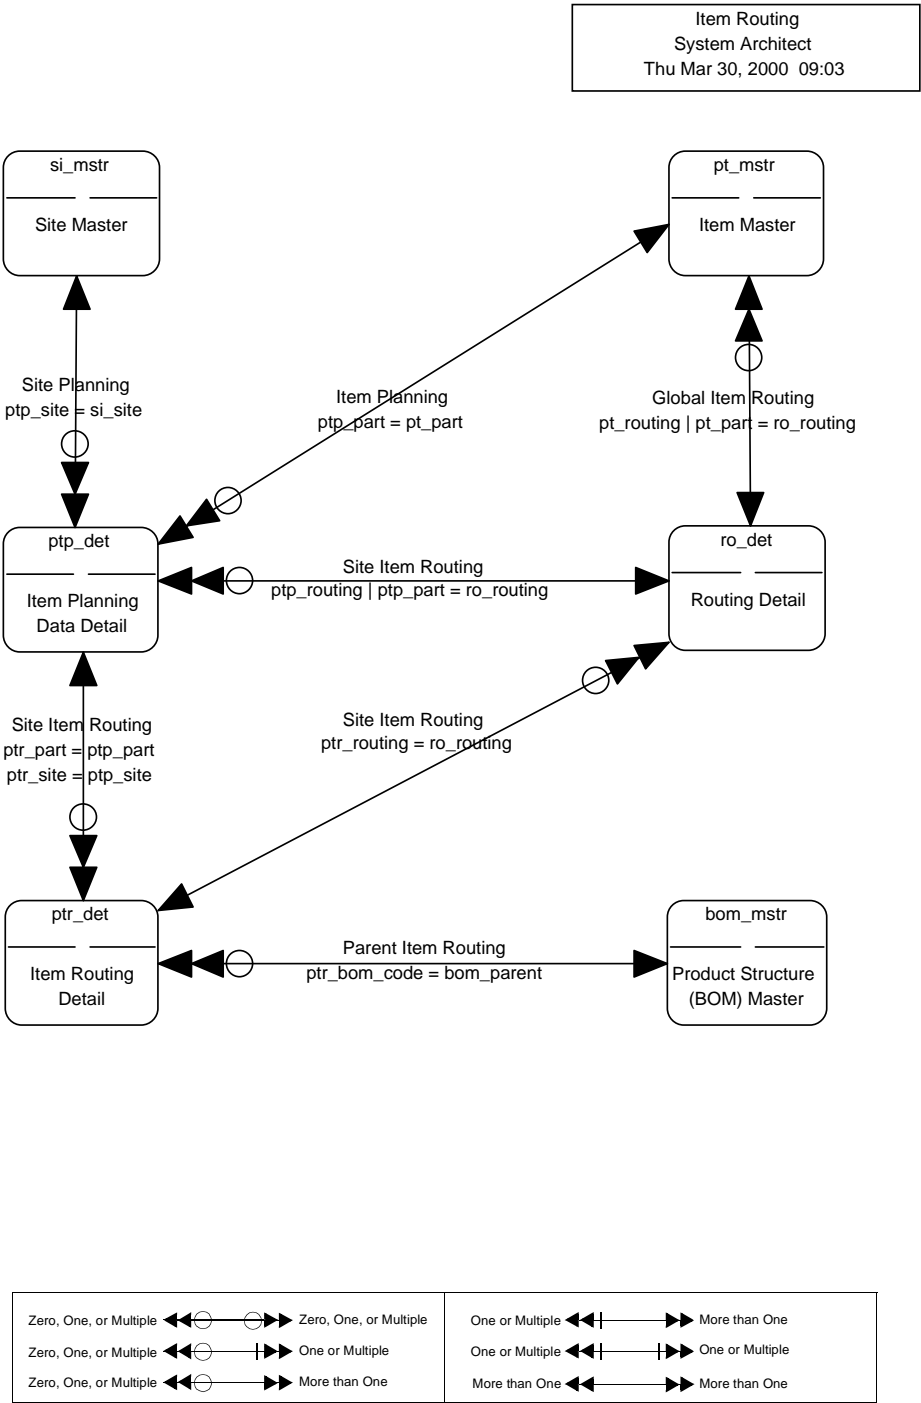 Item Routing
System Architect
Thu Mar 30, 2000 09:03
si_mstr
Site Master
pt_mstr
Item Master
Site Planning
ptp_site = si_site
Item Planning
ptp_part = pt_part
Global Item Routing
pt_routing | pt_part = ro_routing
ptp_det
Item Planning
Data Detail
Site Item Routing
ptp_routing | ptp_part = ro_routing
ro_det
Routing Detail
Site Item Routing
ptr_part = ptp_part
ptr_site = ptp_site
Site Item Routing
ptr_routing = ro_routing
ptr_det
Item Routing
Detail
Parent Item Routing
ptr_bom_code = bom_parent
bom_mstr
Product Structure
(BOM) Master
Zero, One, or Multiple
Zero, One, or Multiple
Zero, One, or Multiple
One or Multiple
Zero, One, or Multiple
More than One
One or Multiple
More than One
One or Multiple
One or Multiple
More than One
More than One